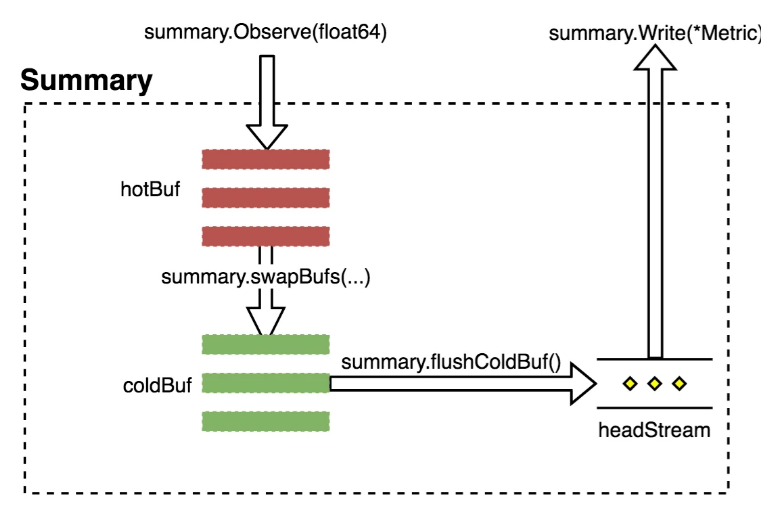 summary.Observe(float64)
summary.Write(*Metric)
Summary
hotBuf
summary.swapBufs(...)
summary.flushColdBuf()
coldBuf
headStream